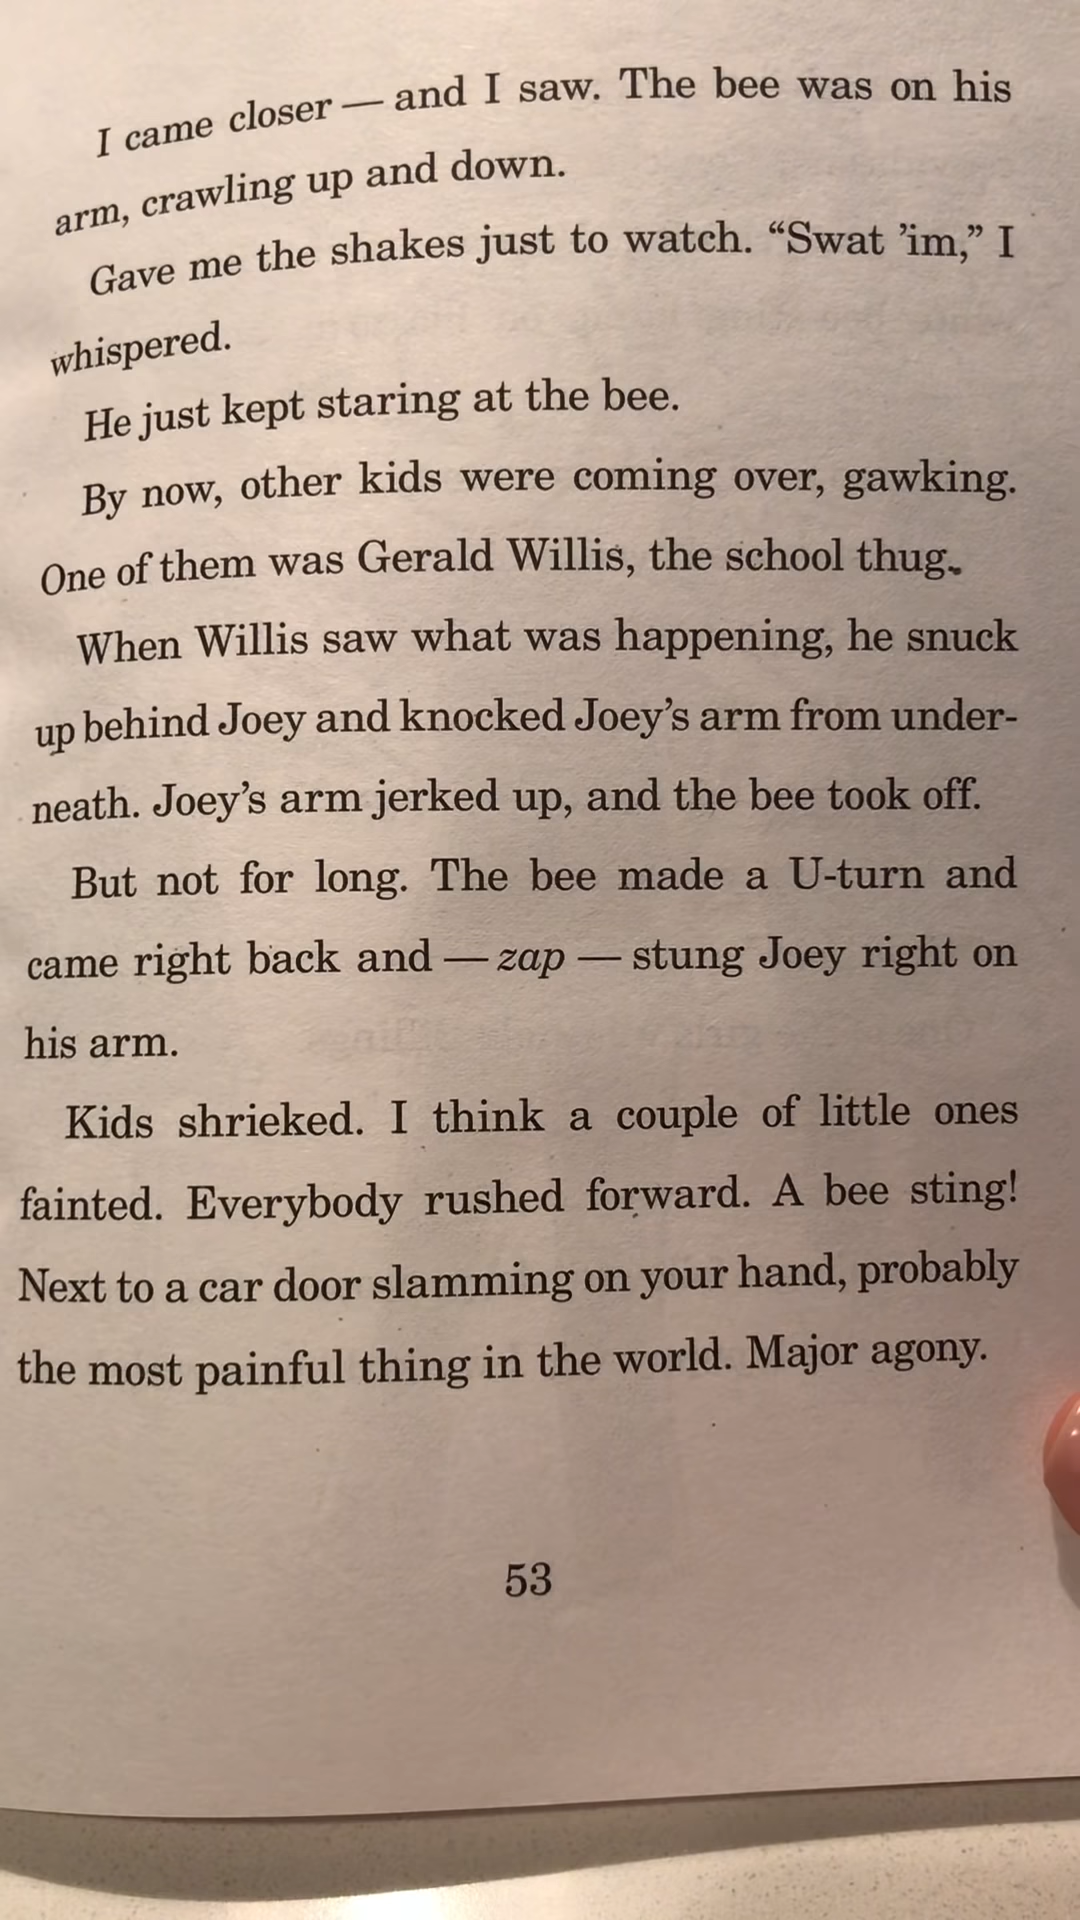 I came closer — and I saw. The bee was on his
arm, crawling up and down.
Gave me the shakes just to watch. “Swat ’im,” I
whispered.
He just kept staring at the bee.
By now, other kids were coming over, gawking.
One of them was Gerald Willis, the school thug.
When Willis saw what was happening, he snuck
up behind Joey and knocked Joey’s arm from under-
neath. Joey’s arm jerked up, and the bee took off.
But not for long. The bee made a U-turn and
came right back and — zap — stung Joey right on
his arm.
Kids shrieked. I think a couple of little ones
fainted. Everybody rushed forward. A bee sting!
Next to a car door slamming on your hand, probably
the most painful thing in the world. Major agony.
53